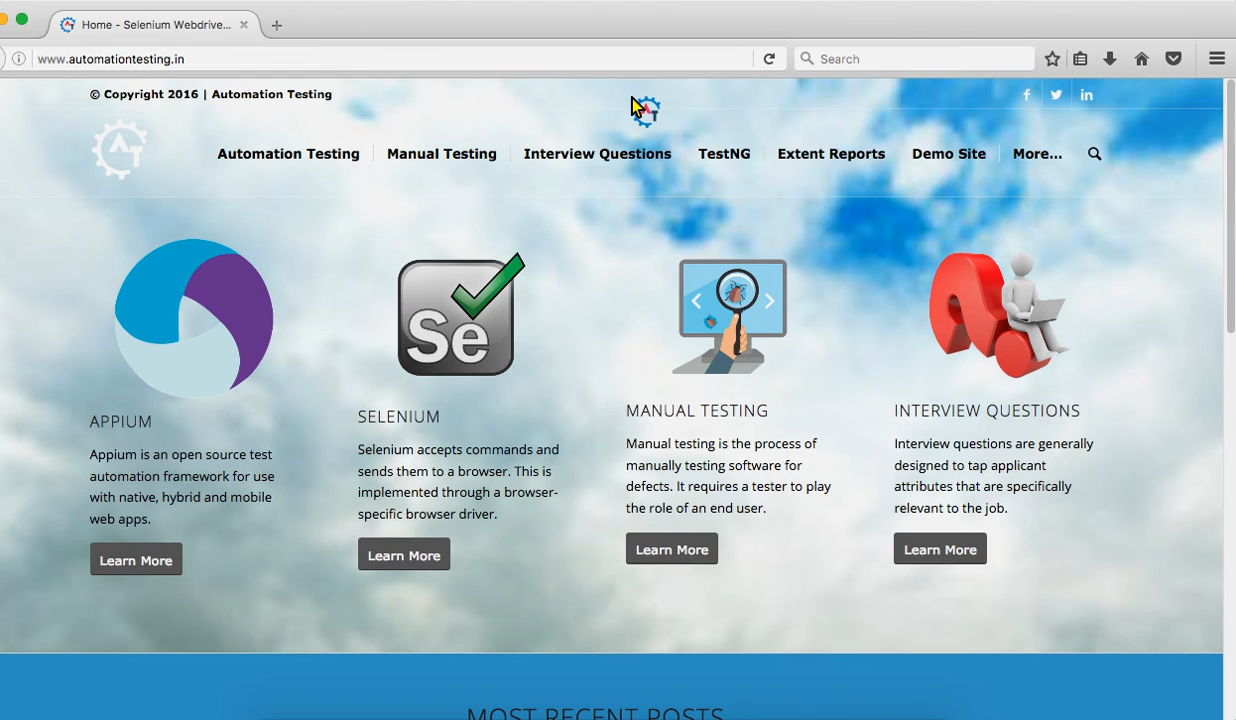 Home - Selenium Webdrive...
www.automationtesting.in
Search
© Copyright 2016 | Automation Testing
AT
AT
Automation Testing
Manual Testing
Interview Questions
TestNG
Extent Reports
Demo Site
More...
Se
APPIUM
Appium is an open source test
automation framework for use
with native, hybrid and mobile
web apps.
Learn More
SELENIUM
Selenium accepts commands and
sends them to a browser. This is
implemented through a browser-
specific browser driver.
Learn More
MANUAL TESTING
Manual testing is the process of
manually testing software for
defects. It requires a tester to play
the role of an end user.
Learn More
INTERVIEW QUESTIONS
Interview questions are generally
designed to tap applicant
attributes that are specifically
relevant to the job.
Learn More
MOST RECENT POSTS